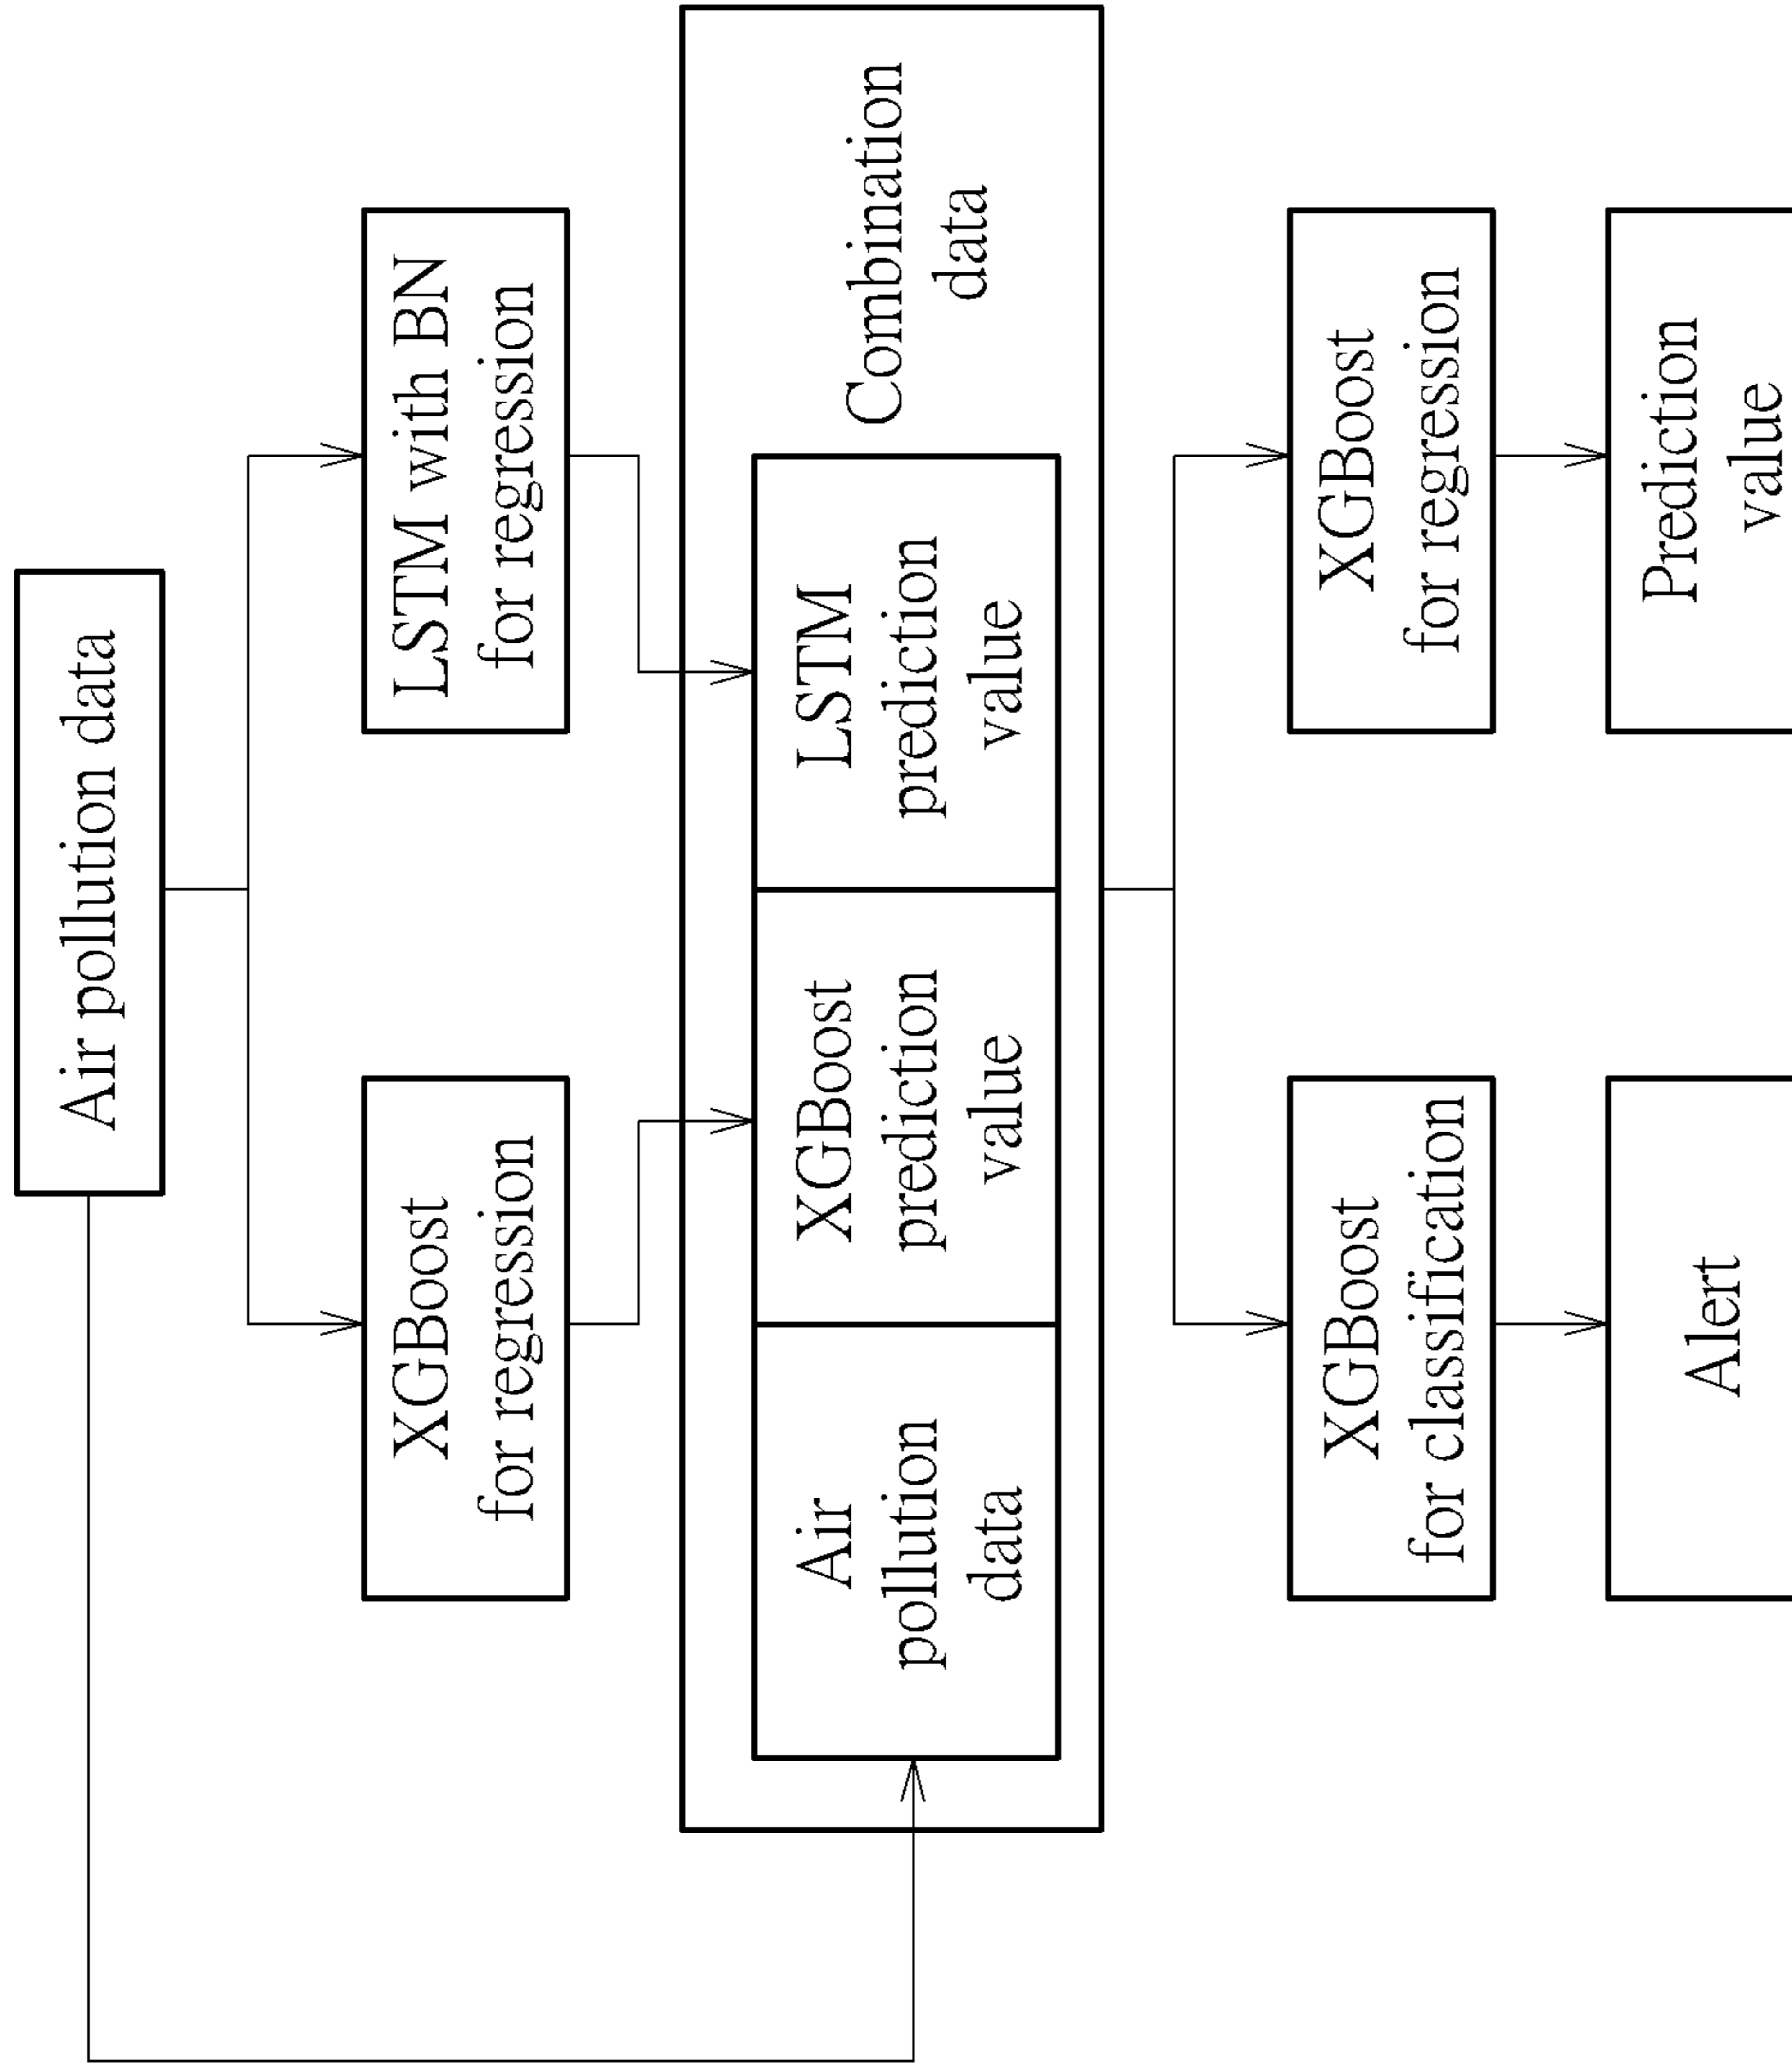 Air pollution data
XGBoost
for regression
LSTM with BN
for regression
Air
pollution
data
XGBoost
prediction
value
LSTM
prediction
value
Combination
data
XGBoost
for classification
XGBoost
for regression
Alert
Prediction
value